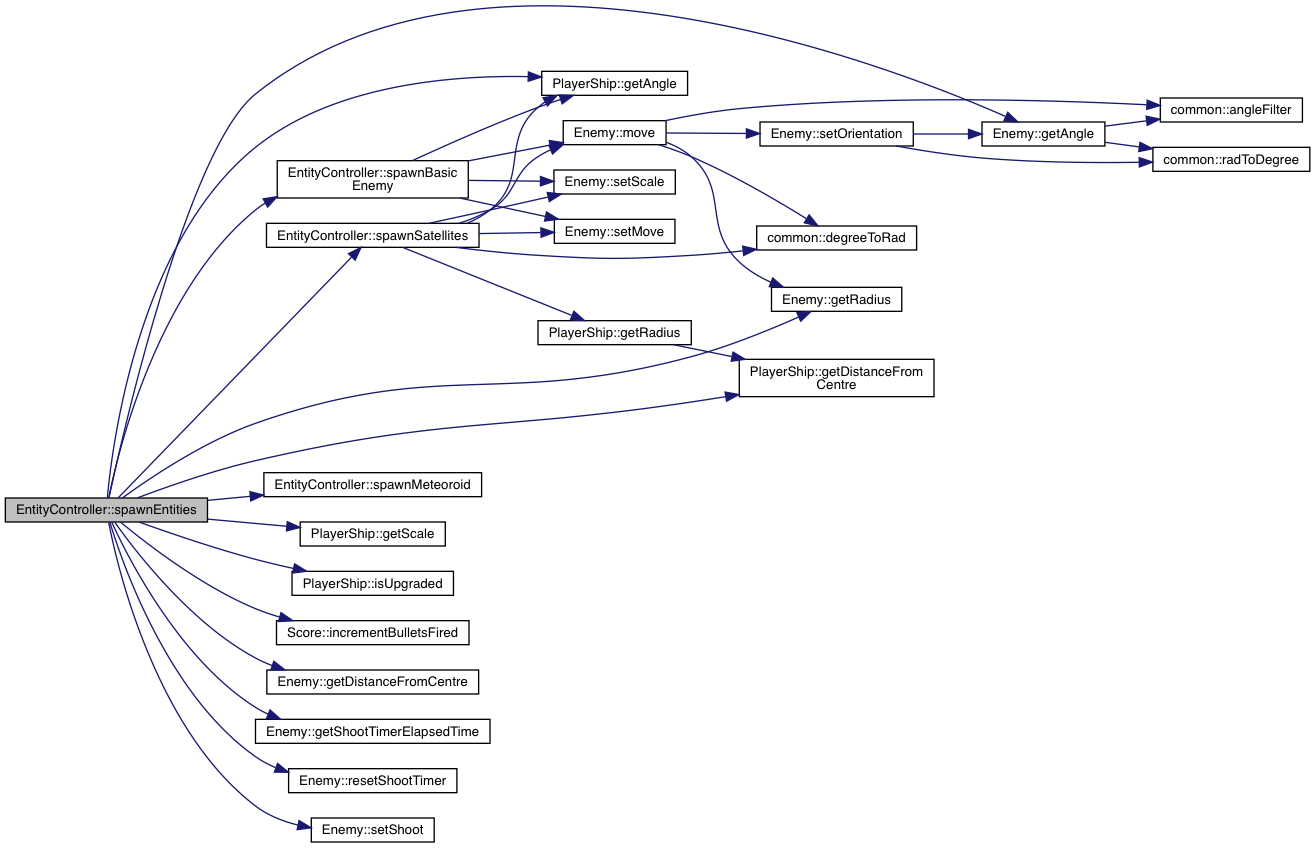 PlayerShip::getAngle
common::angleFilter
Enemy::move
Enemy::setOrientation
Enemy::getAngle
common::radToDegree
EntityController::spawnBasic
Enemy
Enemy::setScale
EntityController::spawnSatellites
Enemy::setMove
common::degreeToRad
Enemy::getRadius
PlayerShip::getRadius
PlayerShip::getDistanceFrom
Centre
EntityController::spawnMeteoroid
EntityController::spawnEntities
PlayerShip::getScale
PlayerShip::isUpgraded
Score::incrementBulletsFired
Enemy::getDistanceFromCentre
Enemy::getShootTimerElapsedTime
Enemy::resetShootTimer
Enemy::setShoot